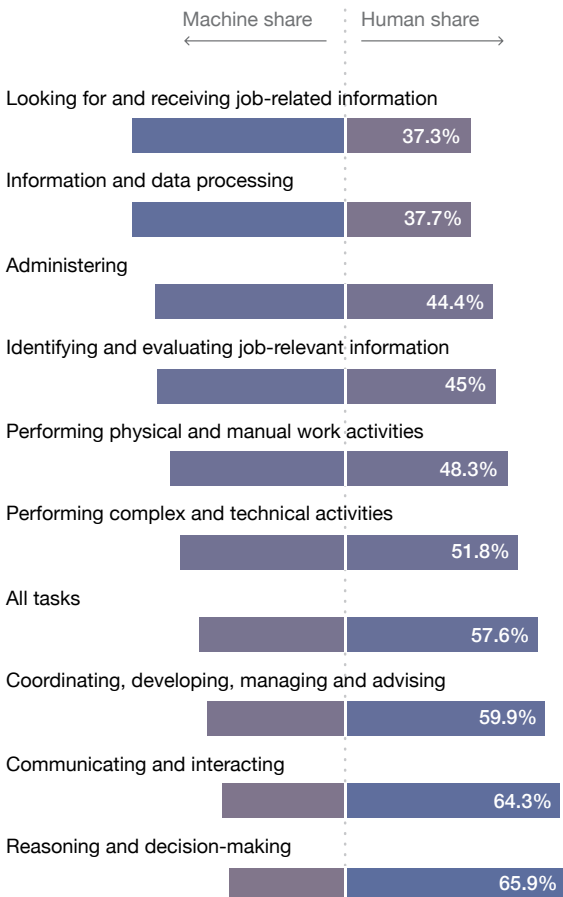 Machine share Human share
Looking for and receiving job-related information
37.3%
Information and data processing
37.7%
Administering
44.4%
Identifying and evaluating job-relevant information
45%
Performing physical and manual work activities
48.3%
Performing complex and technical activities
51.8%
All tasks
57.6%
Coordinating, developing, managing and advising
59.9%
Communicating and interacting
64.3%
Reasoning and decision-making
65.9%